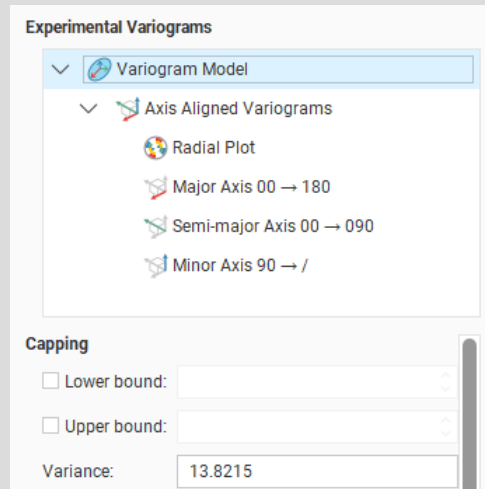 Experimental Variograms
Variogram Model
Axis Aligned Variograms
Radial Plot
Major Axis 00 → 180
Semi-major Axis 00 → 090
Minor Axis 90 → /
Capping
Lower bound:
Upper bound:
Variance: 13.8215